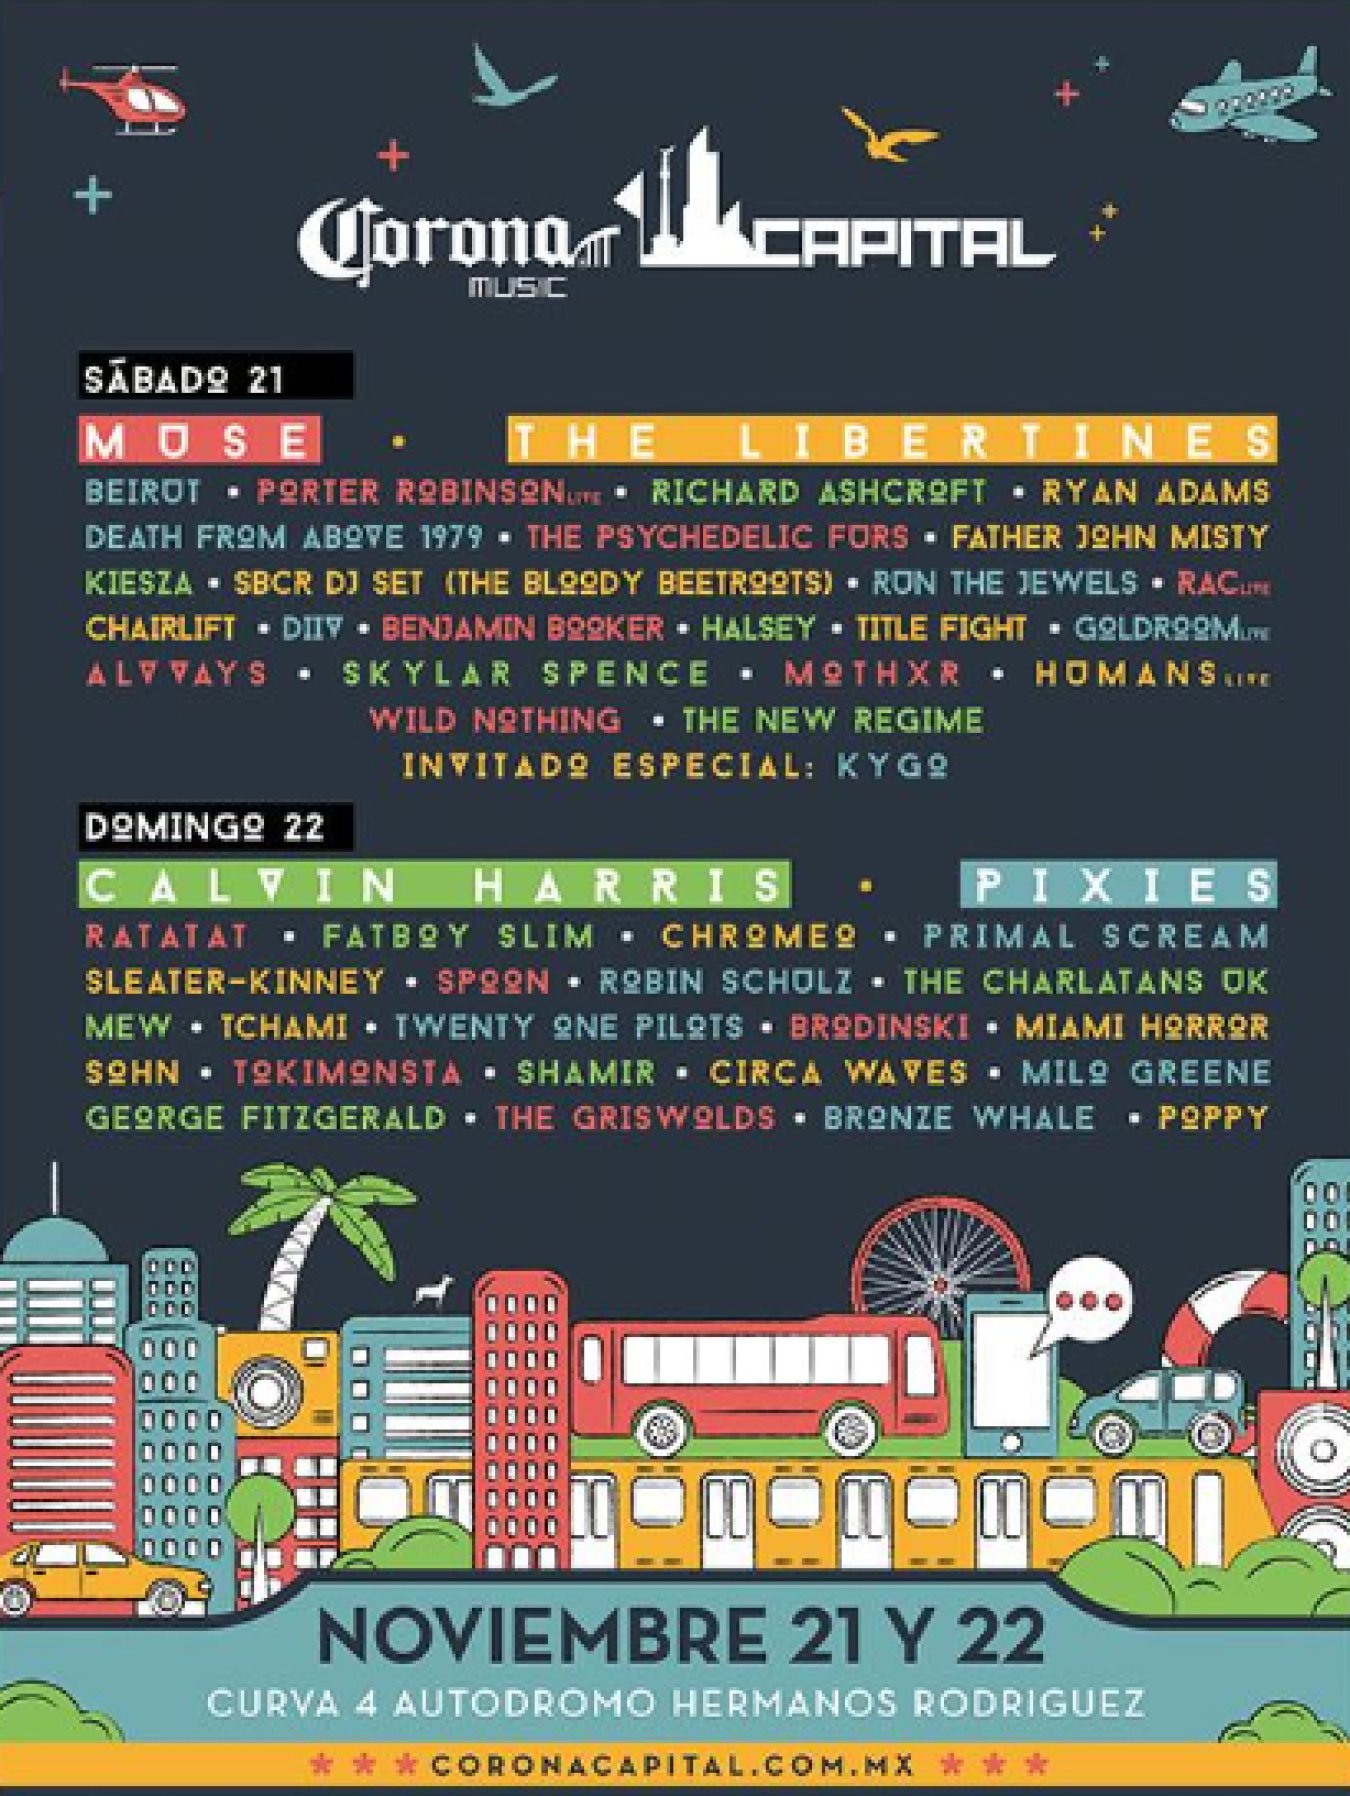 Corona CAPITAL
MUSIC
SÁBADO 21
MUSE • THE LIBERTINES
BEIRUT • PORTER ROBINSON LIVE • RICHARD ASHCROFT • RYAN ADAMS
DEATH FROM ABOVE 1979 • THE PSYCHEDELIC FURS • FATHER JOHN MISTY
KIESZA • SBCR DJ SET (THE BLOODY BEETROOTS) • RUN THE JEWELS • RAC LIVE
CHAIRLIFT • DIIV • BENJAMIN BOOKER • HALSEY • TITLE FIGHT • GOLDROOM LIVE
ALVVAYS • SKYLAR SPENCE • MOTHXR • HUMANS LIVE
WILD NOTHING • THE NEW REGIME
INVITADO ESPECIAL: KYGO
DOMINGO 22
CALVIN HARRIS • PIXIES
RATATAT • FATBOY SLIM • CHROMEO • PRIMAL SCREAM
SLEATER-KINNEY • SPOON • ROBIN SCHULZ • THE CHARLATANS UK
MEW • TCHAMI • TWENTY ONE PILOTS • BRODINSKI • MIAMI HORROR
SOHN • TOKIMONSTA • SHAMIR • CIRCA WAVES • MILO GREENE
GEORGE FITZGERALD • THE GRISWOLDS • BRONZE WHALE • POPPY
NOVIEMBRE 21 Y 22
CURVA 4 AUTODROMO HERMANOS RODRIGUEZ
* * * CORONACAPITAL.COM.MX * * *